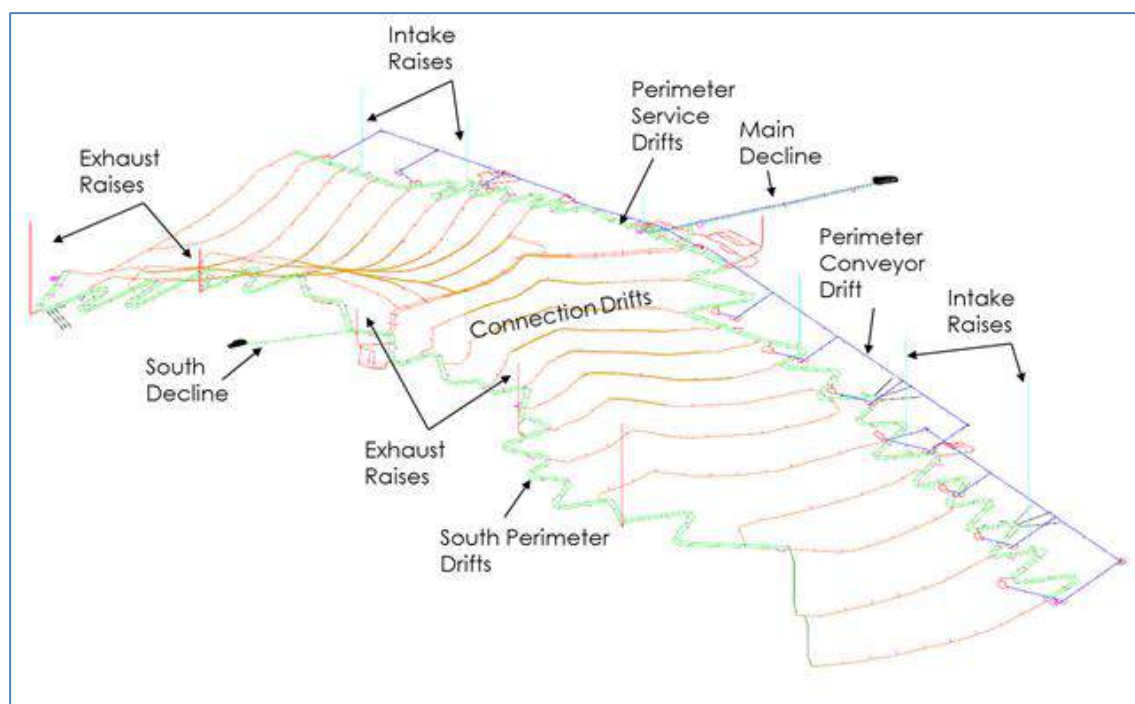 Intake
Raises
Perimeter
Service
Drifts
Main
Decline
Exhaust
Raises
Perimeter
Conveyor
Drift
Intake
Raises
Connection Drifts
South
Decline
Exhaust
Raises
South Perimeter
Drifts